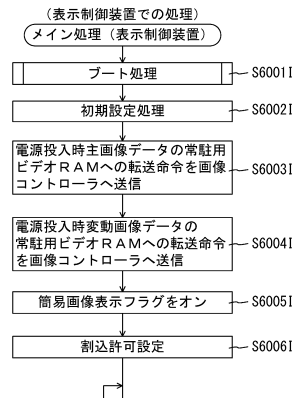 (表示制御装置での処理)
メイン処理(表示制御装置)
ブート処理
S6001I
初期設定処理
S6002I
電源投入時主画像データの常駐用
ビデオRAMへの転送命令を画像
コントローラへ送信
S6003I
電源投入時変動画像データの
常駐用ビデオRAMへの転送命令
を画像コントローラへ送信
S6004I
簡易画像表示フラグをオン
S6005I
割込許可設定
S6006I